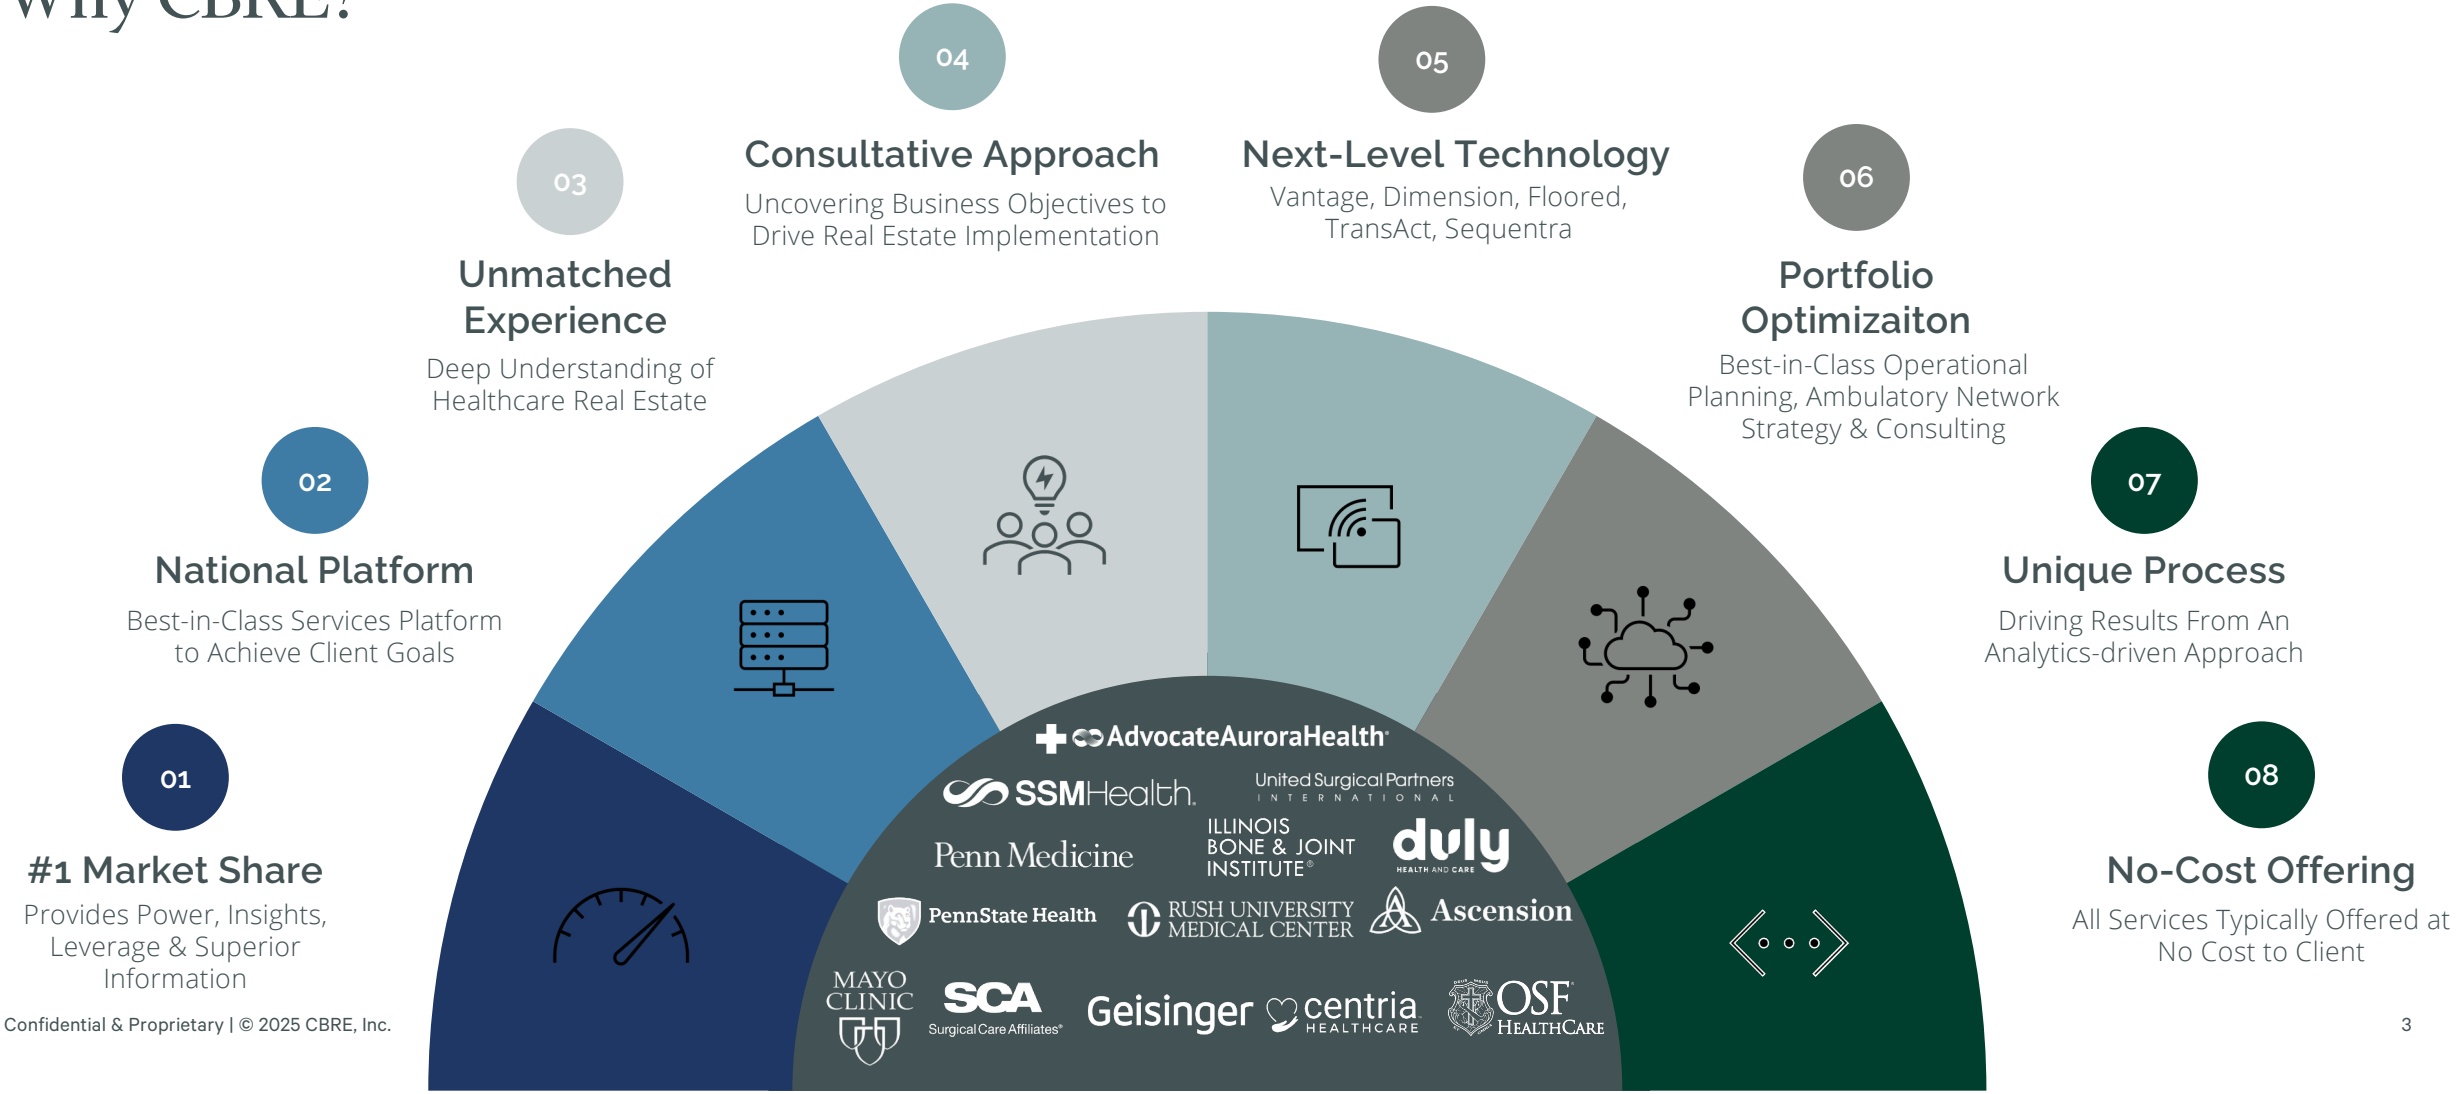 Why CBRE?
04
Consultative Approach
Uncovering Business Objectives to
Drive Real Estate Implementation
05
Next-Level Technology
Vantage, Dimension, Floored,
TransAct, Sequentra
03
Unmatched
Experience
Deep Understanding of
Healthcare Real Estate
06
Portfolio
Optimizaiton
Best-in-Class Operational
Planning, Ambulatory Network
Strategy & Consulting
02
National Platform
Best-in-Class Services Platform
to Achieve Client Goals
07
Unique Process
Driving Results From An
Analytics-driven Approach
01
#1 Market Share
Provides Power, Insights,
Leverage & Superior
Information
08
No-Cost Offering
All Services Typically Offered at
No Cost to Client
AdvocateAuroraHealth
SSMHealth.
United Surgical Partners
INTERNATIONAL
Penn Medicine
ILLINOIS
BONE & JOINT
INSTITUTE®
duly
HEALTH AND CARE
PennState Health
RUSH UNIVERSITY
MEDICAL CENTER
Ascension
MAYO
CLINIC
SCA
Surgical Care Affiliates®
Geisinger
centria
HEALTHCARE
OSF
HEALTHCARE
Confidential & Proprietary | © 2025 CBRE, Inc.
3